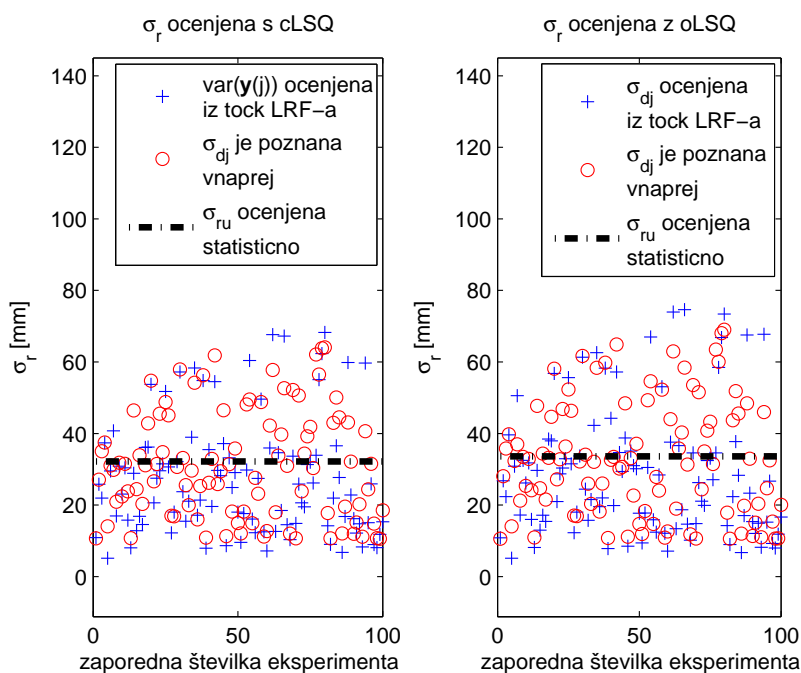 σr ocenjena s cLSQ
140
120
100
80
60
40
20
0
σr [mm]
var(y(j)) ocenjena
iz tock LRF−a
σdj je poznana
vnaprej
σru ocenjena
statisticno
0 50 100
zaporedna številka eksperimenta
σr ocenjena z oLSQ
140
120
100
80
60
40
20
0
σr [mm]
σdj ocenjena
iz tock LRF−a
σdj je poznana
vnaprej
σru ocenjena
statisticno
0 50 100
zaporedna številka eksperimenta